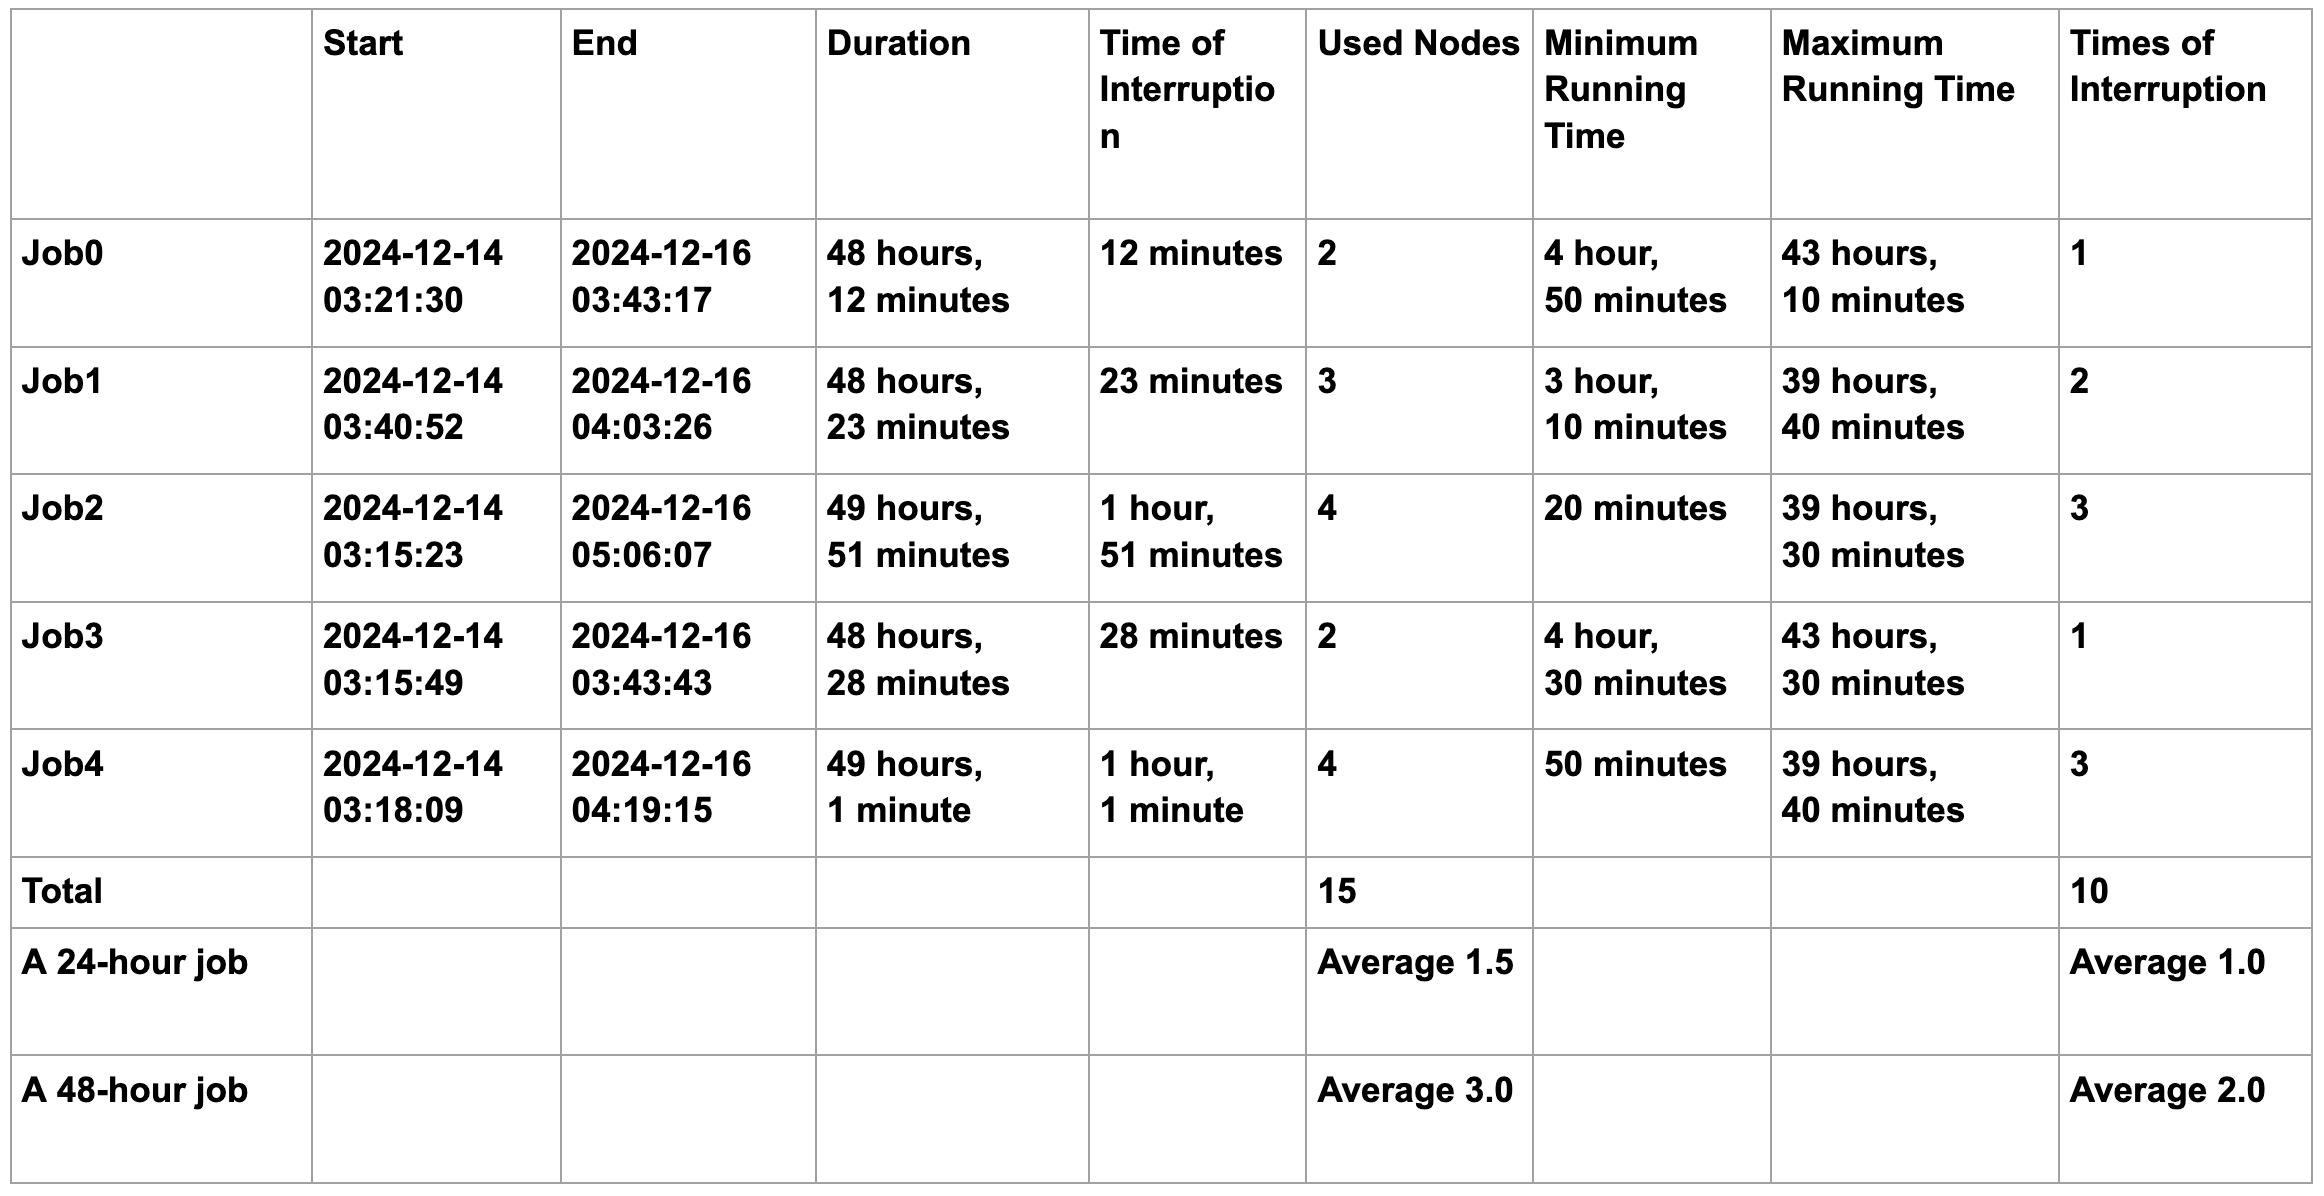 Start End Duration Time of Interruptio n Used Nodes Minimum Running Time Maximum Running Time Times of Interruption
Job0 2024-12-14 03:21:30 2024-12-16 03:43:17 48 hours, 12 minutes 12 minutes 2 4 hour, 50 minutes 43 hours, 10 minutes 1
Job1 2024-12-14 03:40:52 2024-12-16 04:03:26 48 hours, 23 minutes 23 minutes 3 3 hour, 10 minutes 39 hours, 40 minutes 2
Job2 2024-12-14 03:15:23 2024-12-16 05:06:07 49 hours, 51 minutes 1 hour, 51 minutes 4 20 minutes 39 hours, 30 minutes 3
Job3 2024-12-14 03:15:49 2024-12-16 03:43:43 48 hours, 28 minutes 28 minutes 2 4 hour, 30 minutes 43 hours, 30 minutes 1
Job4 2024-12-14 03:18:09 2024-12-16 04:19:15 49 hours, 1 minute 1 hour, 1 minute 4 50 minutes 39 hours, 40 minutes 3
Total 15 10
A 24-hour job Average 1.5 Average 1.0
A 48-hour job Average 3.0 Average 2.0